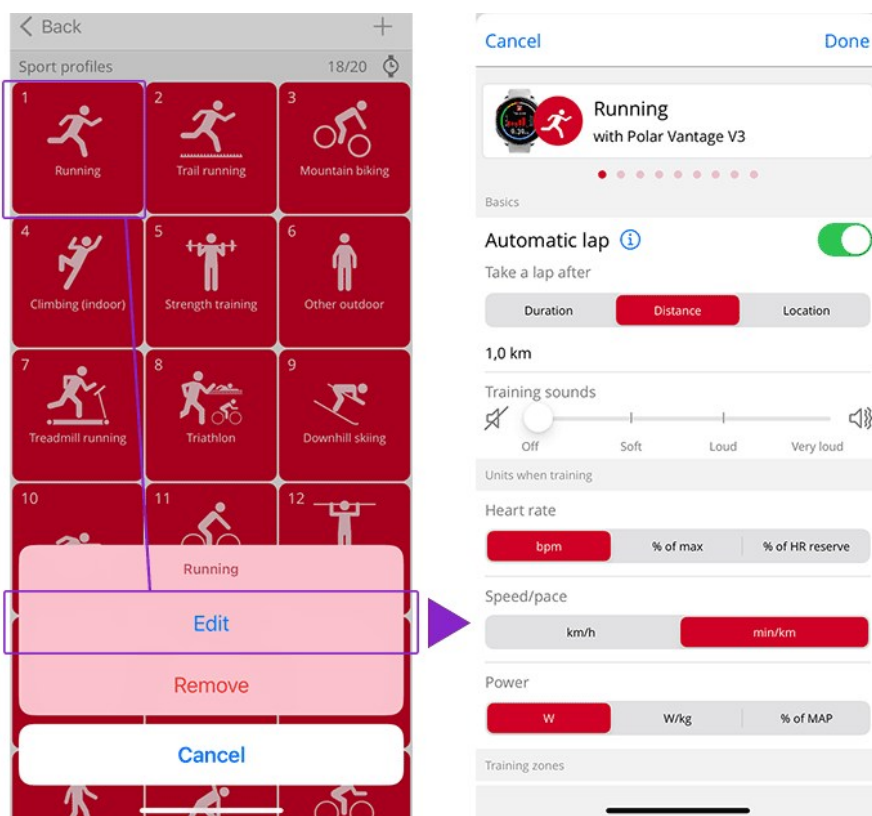 Back
+
Sport profiles 18/20
1
Running
2
Trail running
3
Mountain biking
4
Climbing (indoor)
5
Strength training
6
Other outdoor
7
Treadmill running
8
Triathlon
9
Downhill skiing
10
11
12
Running
Edit
Remove
Cancel
Cancel Done
Running
with Polar Vantage V3
Basics
Automatic lap
Take a lap after
Duration Distance Location
1,0 km
Training sounds
Off Soft Loud Very loud
Units when training
Heart rate
bpm % of max % of HR reserve
Speed/pace
km/h min/km
Power
W W/kg % of MAP
Training zones